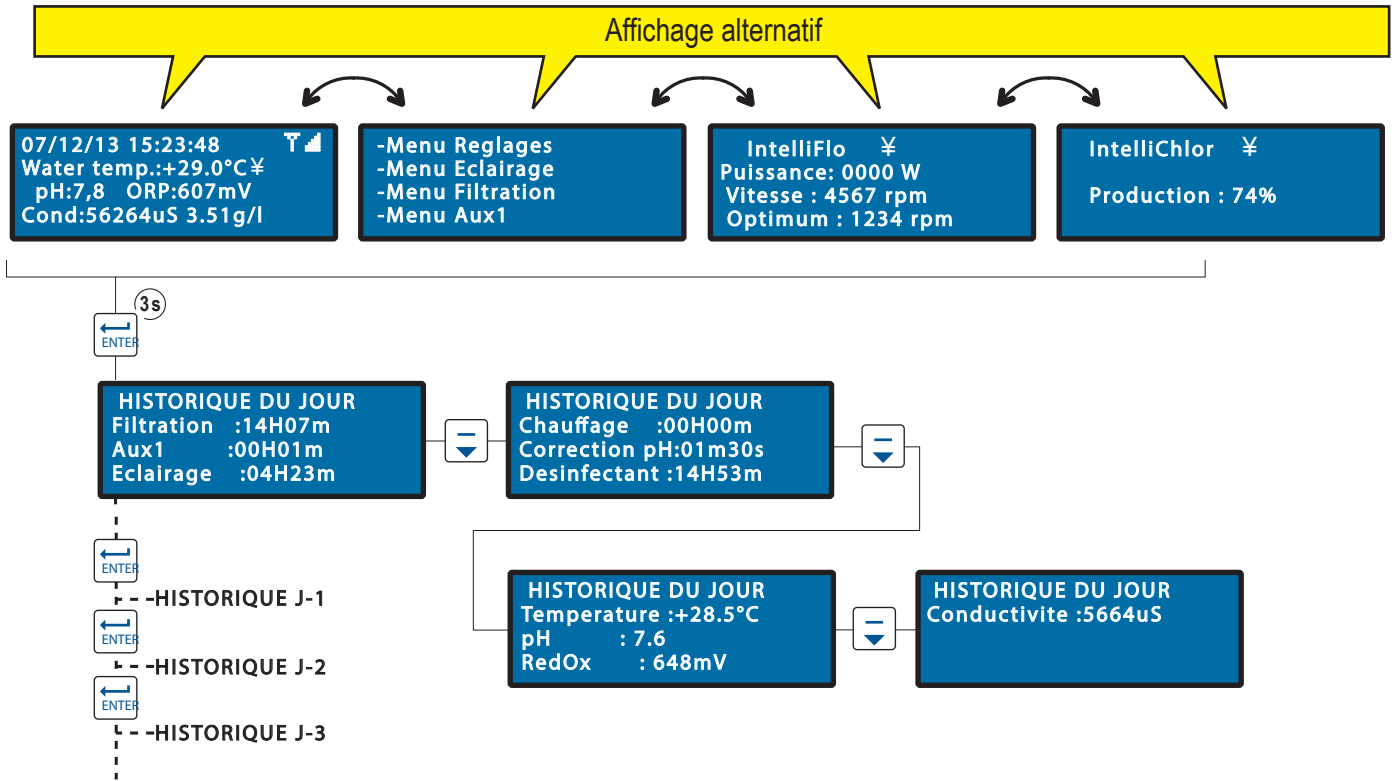 Affichage alternatif
07/12/13 15:23:48
Water temp.:+29.0°C¥
pH:7,8 ORP:607mV
Cond:56264uS 3.51g/l
-Menu Reglages
-Menu Eclairage
-Menu Filtration
-Menu Aux1
IntelliFlo ¥
Puissance: 0000 W
Vitesse : 4567 rpm
Optimum : 1234 rpm
IntelliChlor ¥
Production : 74%
3s
ENTER
HISTORIQUE DU JOUR
Filtration :14H07m
Aux1 :00H01m
Eclairage :04H23m
HISTORIQUE DU JOUR
Chauffage :00H00m
Correction pH:01m30s
Desinfectant :14H53m
ENTER
HISTORIQUE J-1
ENTER
HISTORIQUE J-2
ENTER
HISTORIQUE J-3
HISTORIQUE DU JOUR
Temperature :+28.5°C
pH : 7.6
RedOx : 648mV
HISTORIQUE DU JOUR
Conductivite :5664uS